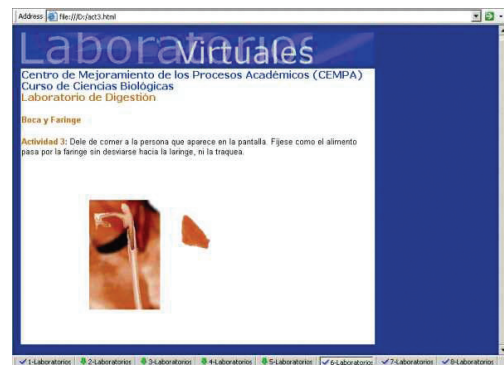 Address file:///D:/act3.html
Laboratorios
Virtuales
Centro de Mejoramiento de los Procesos Académicos (CEMPA)
Curso de Ciencias Biológicas
Laboratorio de Digestión
Boca y Faringe
Actividad 3: Dele de comer a la persona que aparece en la pantalla. Fíjese como el alimento
pasa por la faringe sin desviarse hacia la laringe, ni la traquea.
1-Laboratorios 2-Laboratorios 3-Laboratorios 4-Laboratorios 5-Laboratorios 6-Laboratorios 7-Laboratorios 8-Laboratorios